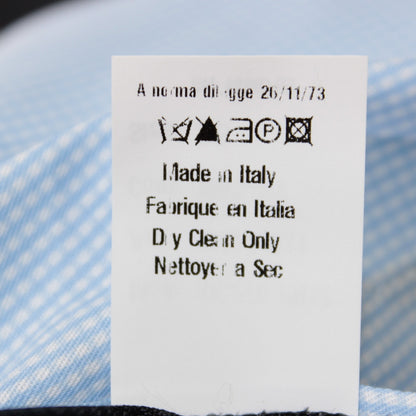 A norma di legge 26/11/73
P
Made in Italy
Fabrique en Italia
Dry Clean Only
Nettoyer a Sec